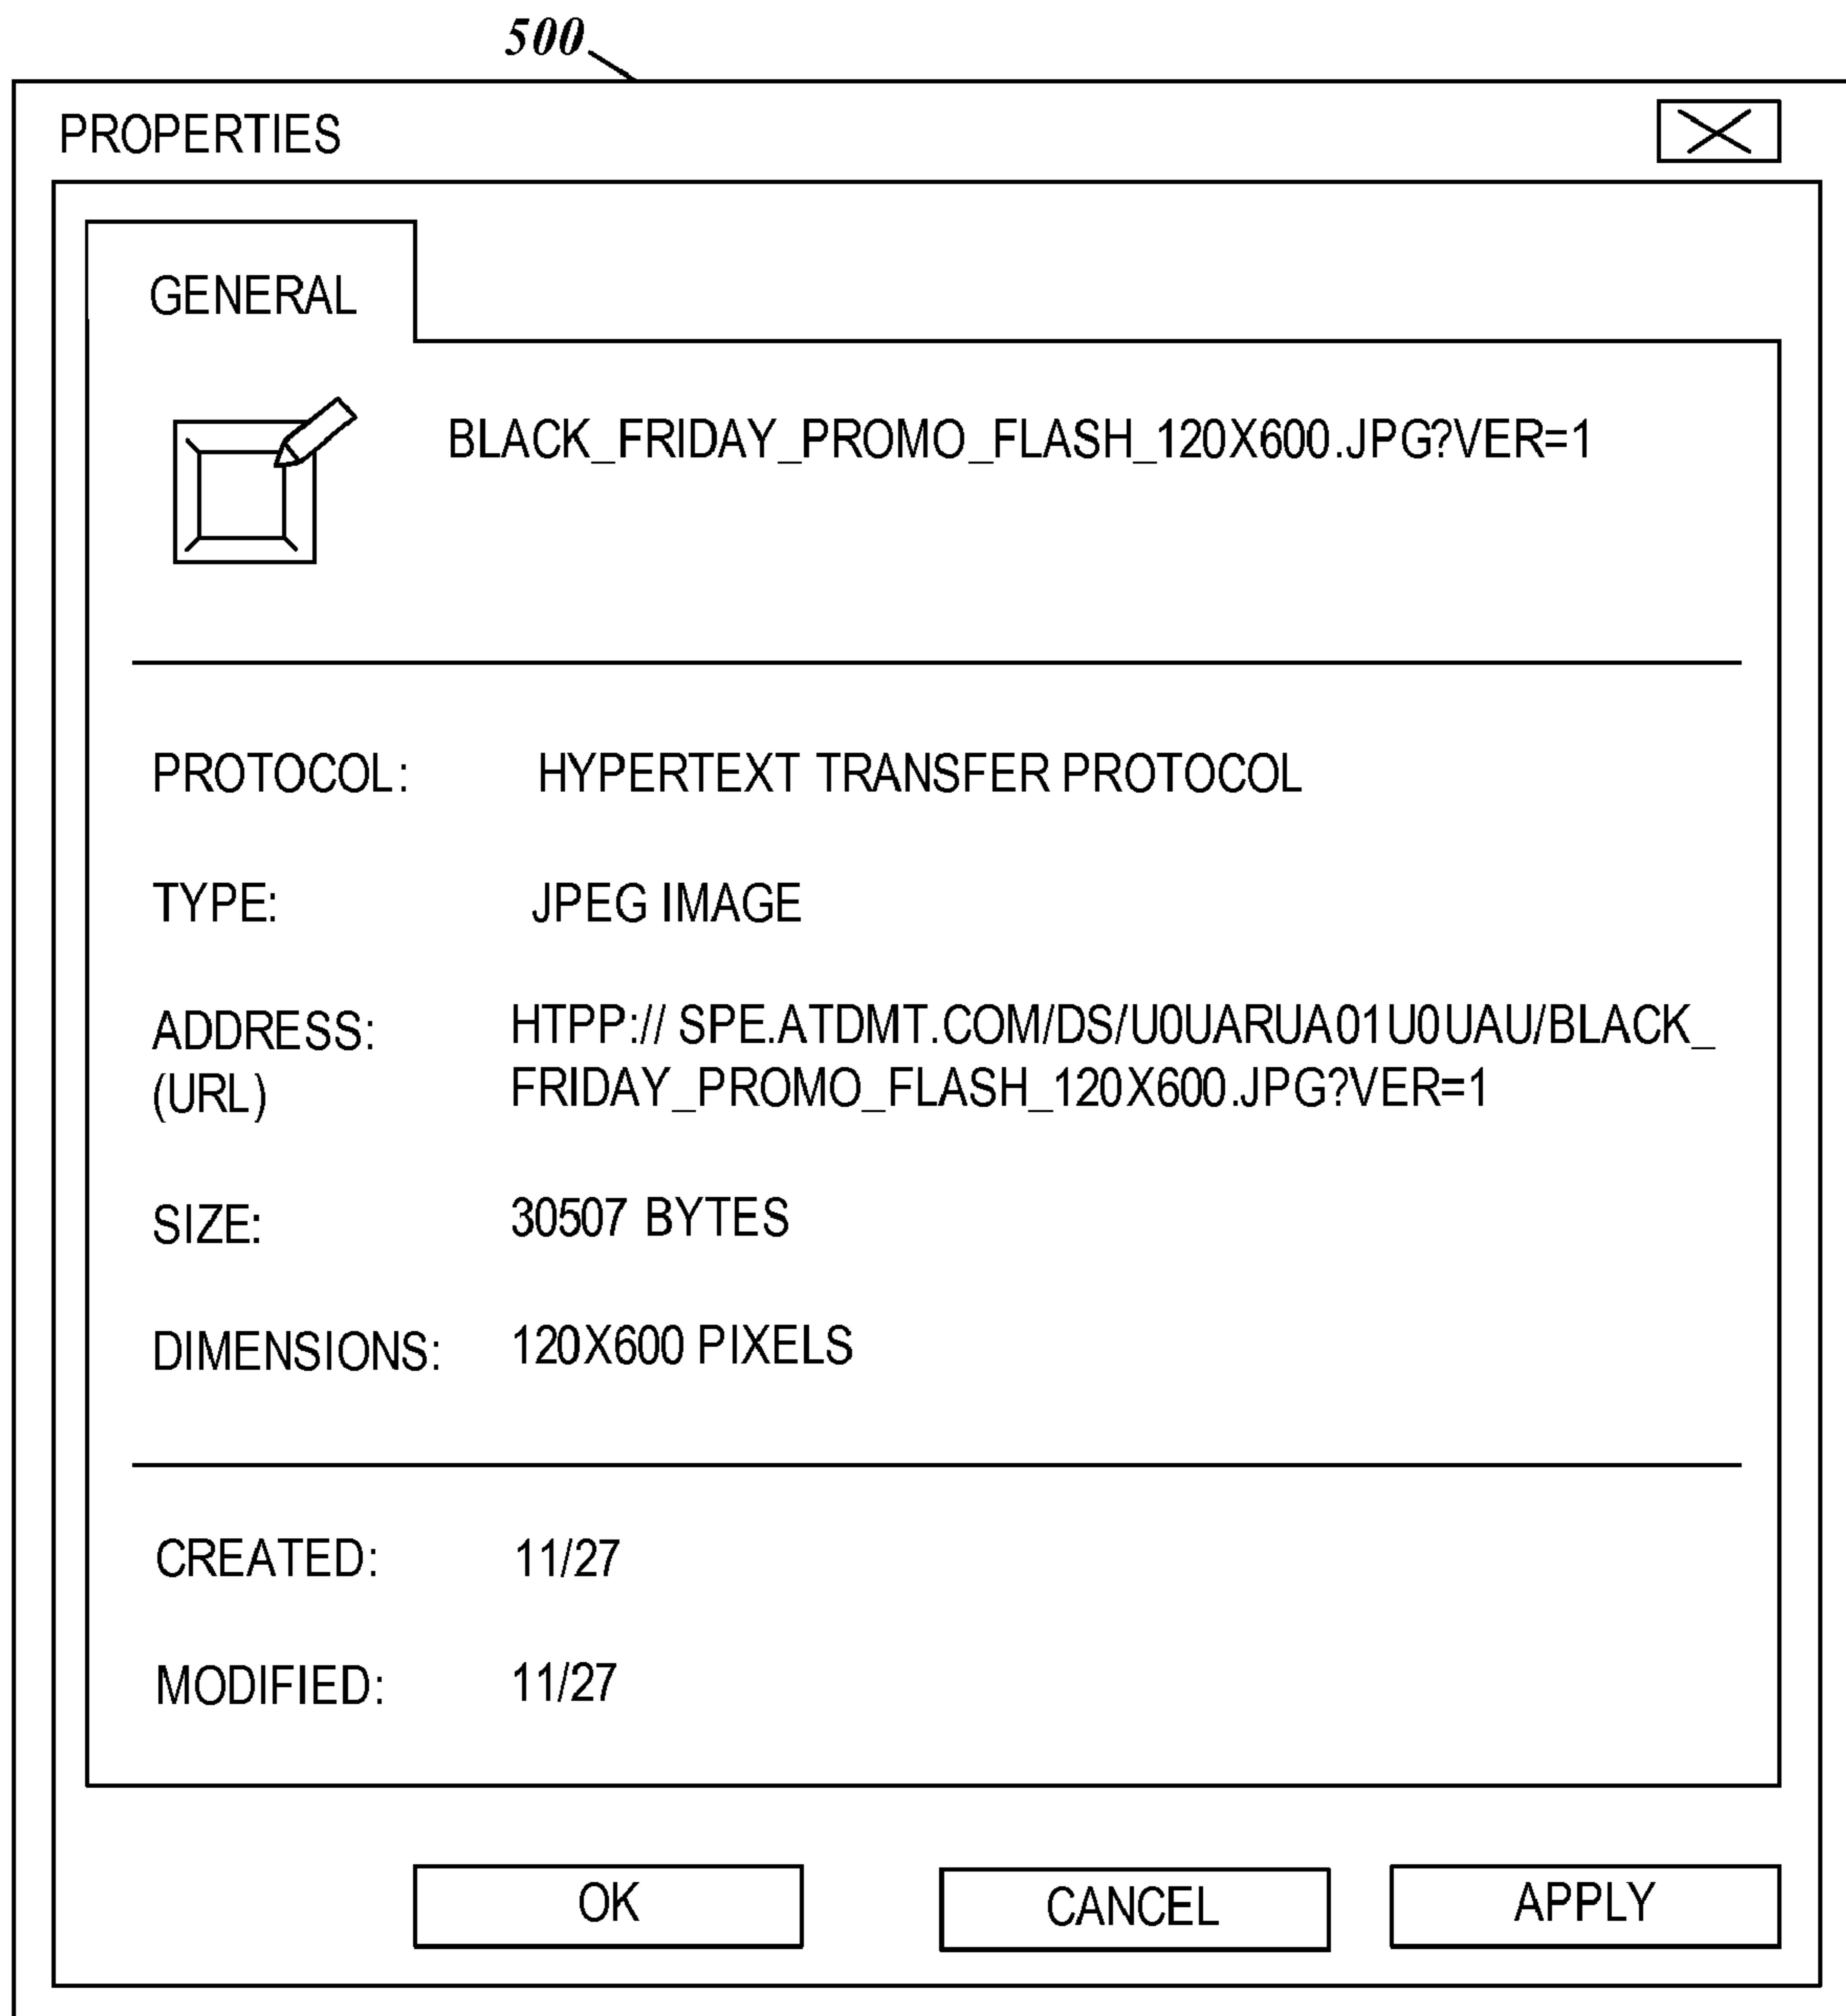 500
PROPERTIES
GENERAL
BLACK_FRIDAY_PROMO_FLASH_120X600.JPG?VER=1
PROTOCOL: HYPERTEXT TRANSFER PROTOCOL
TYPE: JPEG IMAGE
ADDRESS: HTPP:// SPE.ATDMT.COM/DS/U0UARUA01U0UAU/BLACK_
(URL) FRIDAY_PROMO_FLASH_120X600.JPG?VER=1
SIZE: 30507 BYTES
DIMENSIONS: 120X600 PIXELS
CREATED: 11/27
MODIFIED: 11/27
OK CANCEL APPLY